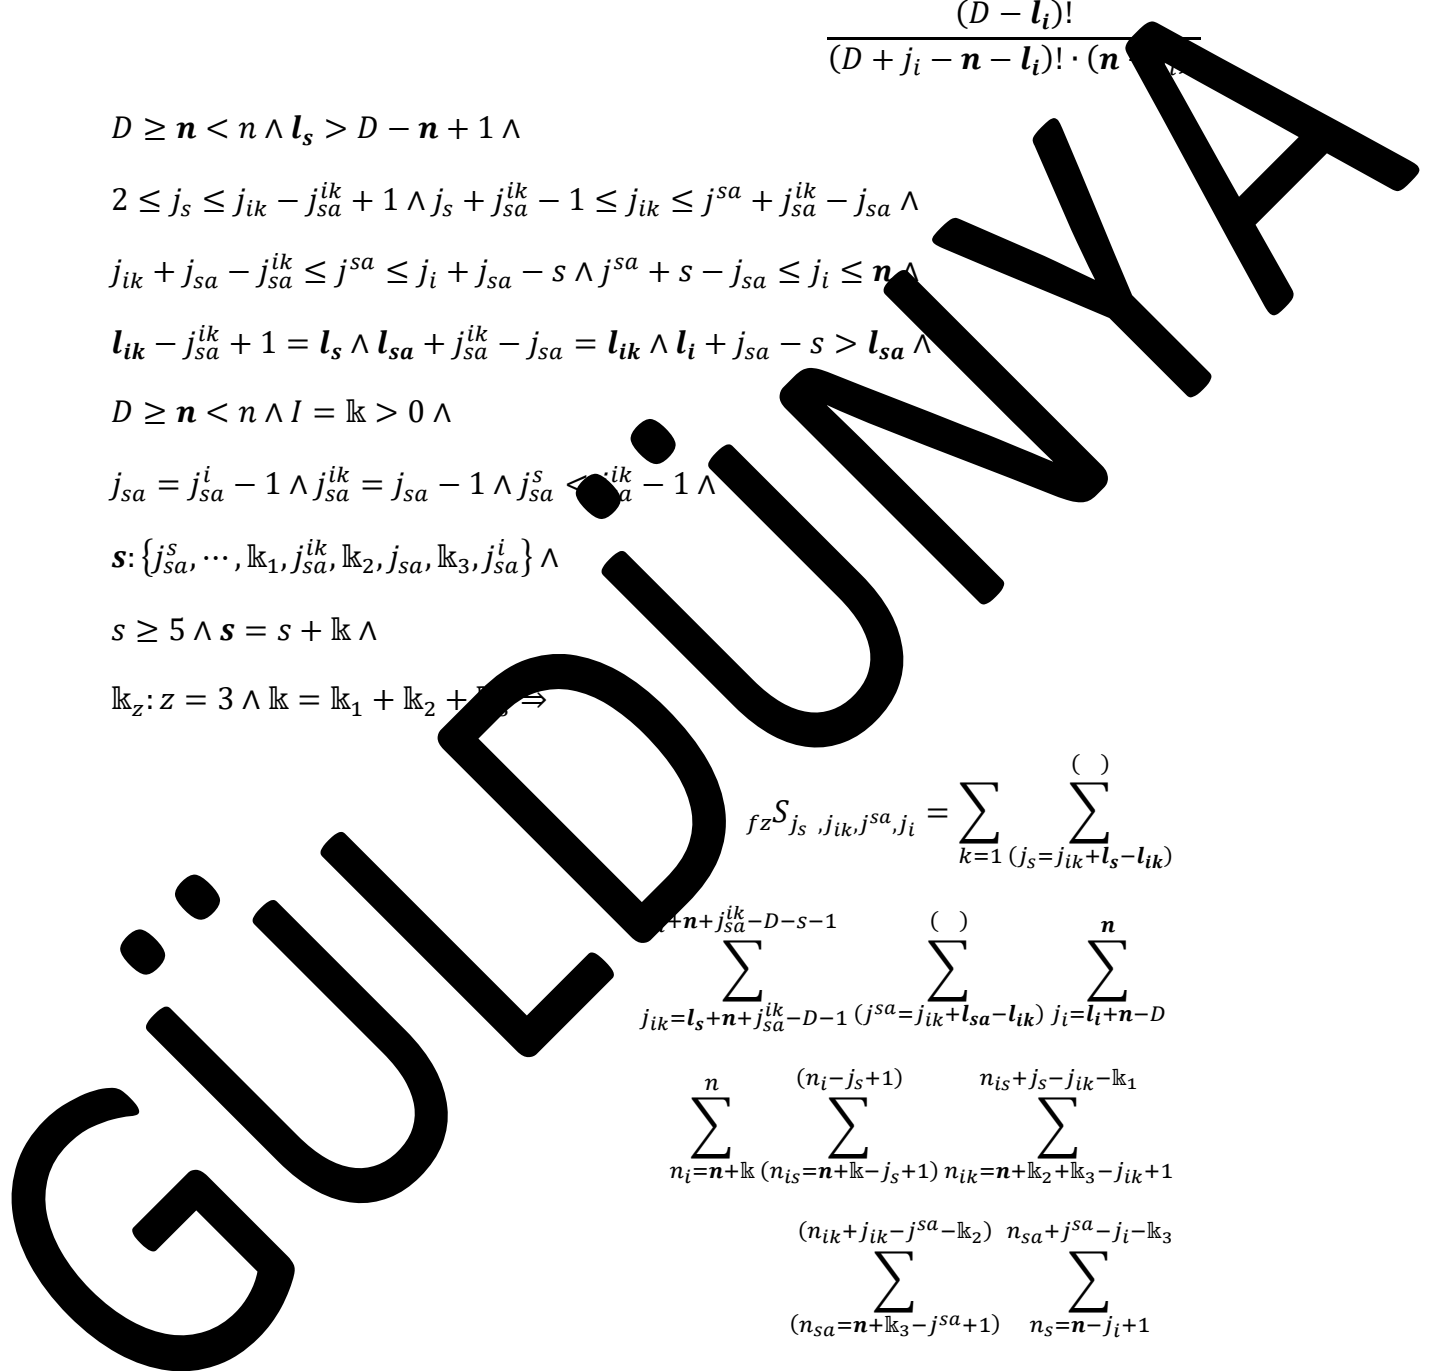 (D − l_i)!
(D + j_i − n − l_i)! · (n
D ≥ n < n ∧ l_s > D − n + 1 ∧
2 ≤ j_s ≤ j_ik − j_sa^ik + 1 ∧ j_s + j_sa^ik − 1 ≤ j_ik ≤ j^sa + j_sa^ik − j_sa ∧
j_ik + j_sa − j_sa^ik ≤ j^sa ≤ j_i + j_sa − s ∧ j^sa + s − j_sa ≤ j_i ≤ n ∧
l_ik − j_sa^ik + 1 = l_s ∧ l_sa + j_sa^ik − j_sa = l_ik ∧ l_i + j_sa − s > l_sa ∧
D ≥ n < n ∧ I = 𝕜 > 0 ∧
j_sa = j_sa^i − 1 ∧ j_sa^ik = j_sa − 1 ∧ j_sa^s < − 1 ∧
s: {j_sa^s, ⋯ , 𝕜_1, j_sa^ik, 𝕜_2, j_sa, 𝕜_3, j_sa^i} ∧
s ≥ 5 ∧ s = s + 𝕜 ∧
𝕜_z: z = 3 ∧ 𝕜 = 𝕜_1 + 𝕜_2 + ⇒
( )
fz S j_s ,j_ik,j^sa,j_i = ∑ ∑
k=1 (j_s=j_ik+l_s−l_ik)
+n+j_sa^ik−D−s−1 ( ) n
∑ ∑ ∑
j_ik=l_s+n+j_sa^ik−D−1 (j^sa=j_ik+l_sa−l_ik) j_i=l_i+n−D
n (n_i−j_s+1) n_is+j_s−j_ik−𝕜_1
∑ ∑ ∑
n_i=n+𝕜 (n_is=n+𝕜−j_s+1) n_ik=n+𝕜_2+𝕜_3−j_ik+1
(n_ik+j_ik−j^sa−𝕜_2) n_sa+j^sa−j_i−𝕜_3
∑ ∑
(n_sa=n+𝕜_3−j^sa+1) n_s=n−j_i+1
GÜLDÜNYA